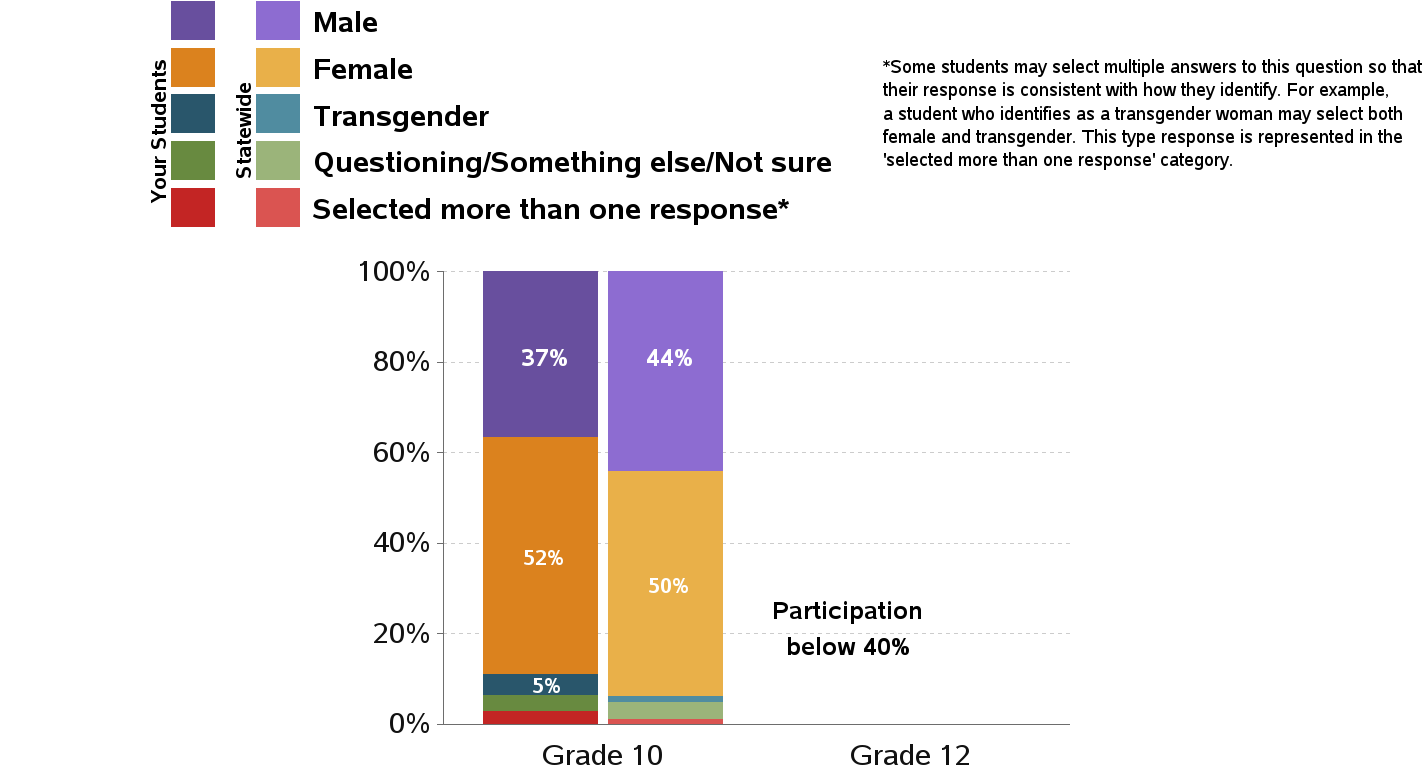 Your Students
Statewide
Male
Female
Transgender
Questioning/Something else/Not sure
Selected more than one response*
*Some students may select multiple answers to this question so that
their response is consistent with how they identify. For example,
a student who identifies as a transgender woman may select both
female and transgender. This type response is represented in the
'selected more than one response' category.
100%
80%
60%
40%
20%
0%
37%
44%
52%
50%
5%
Participation
below 40%
Grade 10
Grade 12